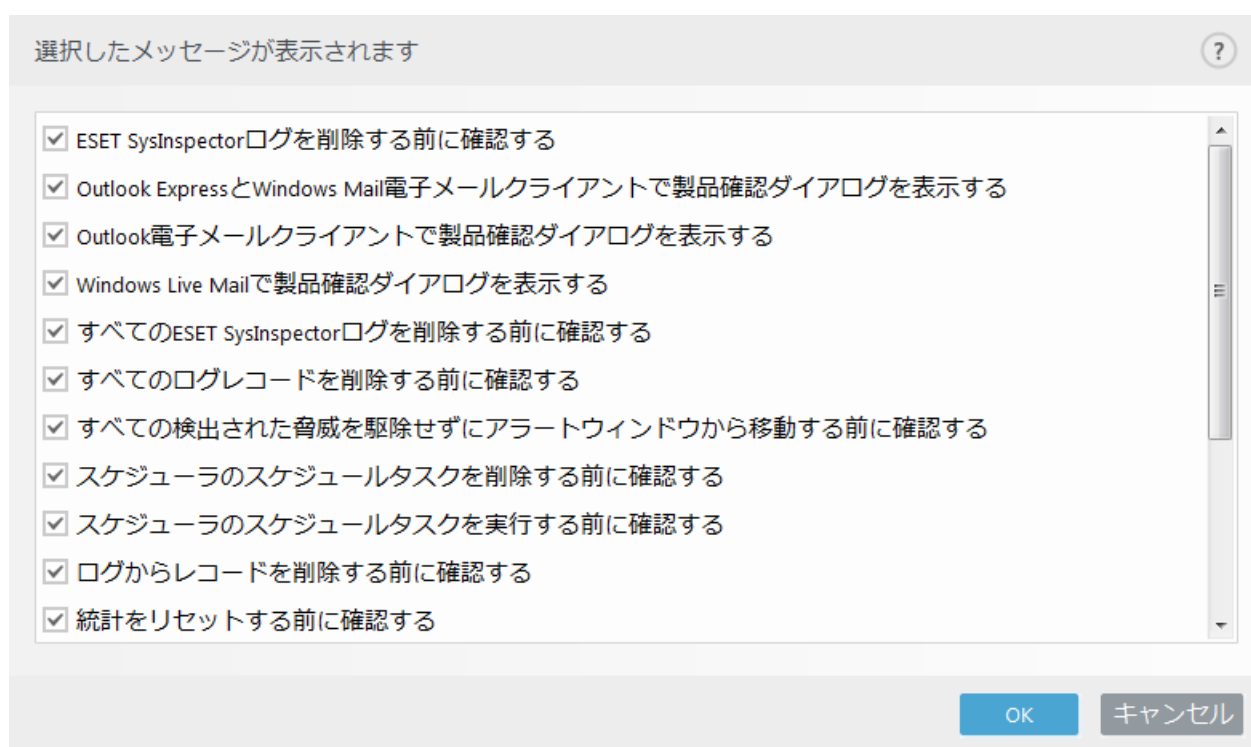 選択したメッセージが表示されます
?
ESET SysInspectorログを削除する前に確認する
Outlook ExpressとWindows Mail電子メールクライアントで製品確認ダイアログを表示する
Outlook電子メールクライアントで製品確認ダイアログを表示する
Windows Live Mailで製品確認ダイアログを表示する
すべてのESET SysInspectorログを削除する前に確認する
すべてのログレコードを削除する前に確認する
すべての検出された脅威を駆除せずにアラートウィンドウから移動する前に確認する
スケジューラのスケジュールタスクを削除する前に確認する
スケジューラのスケジュールタスクを実行する前に確認する
ログからレコードを削除する前に確認する
統計をリセットする前に確認する
OK
キャンセル